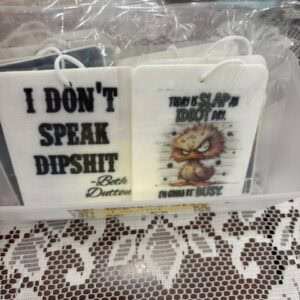 I DON'T
SPEAK
DIPSHIT
-Beth
Dutton
TODAY IS SLAP AN
IDIOT DAY.
I'M GONNA BE BUSY.